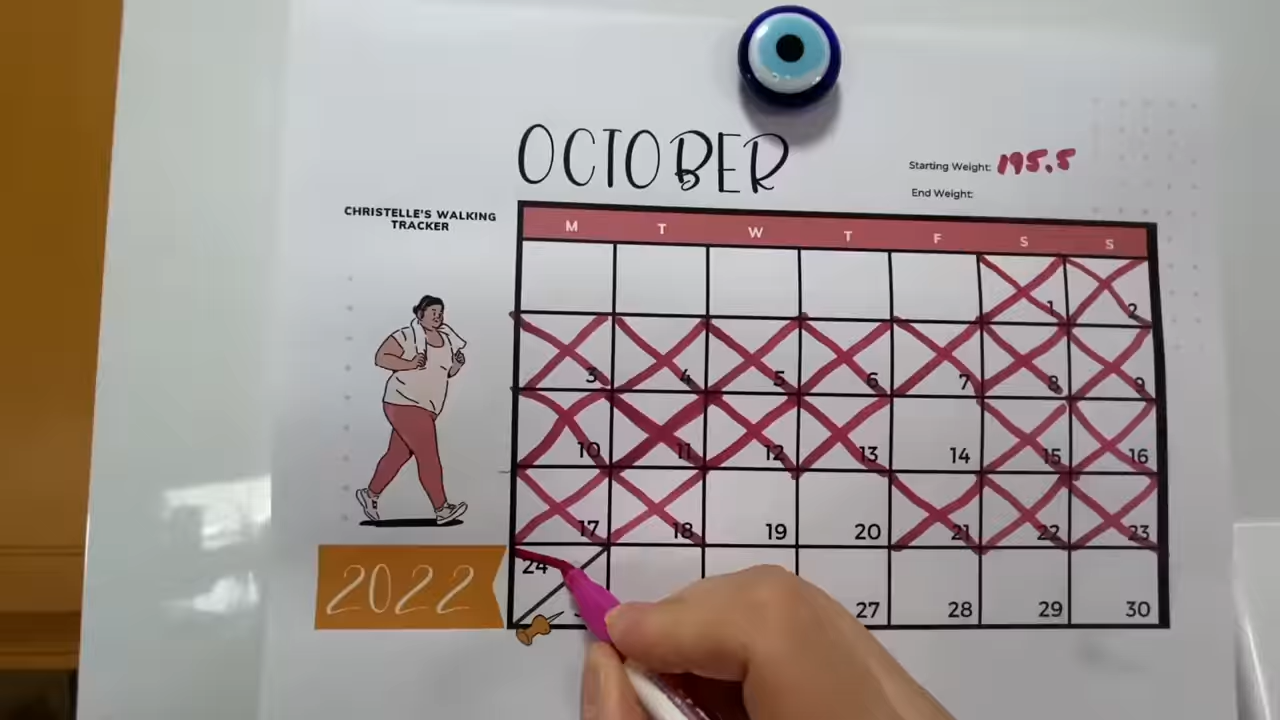 OCTOBER
Starting Weight: 195.5
End Weight:
CHRISTELLE'S WALKING
TRACKER
M T W T F S S
1 2
3 4 5 6 7 8 9
10 11 12 13 14 15 16
17 18 19 20 21 22 23
24
27 28 29 30
2022